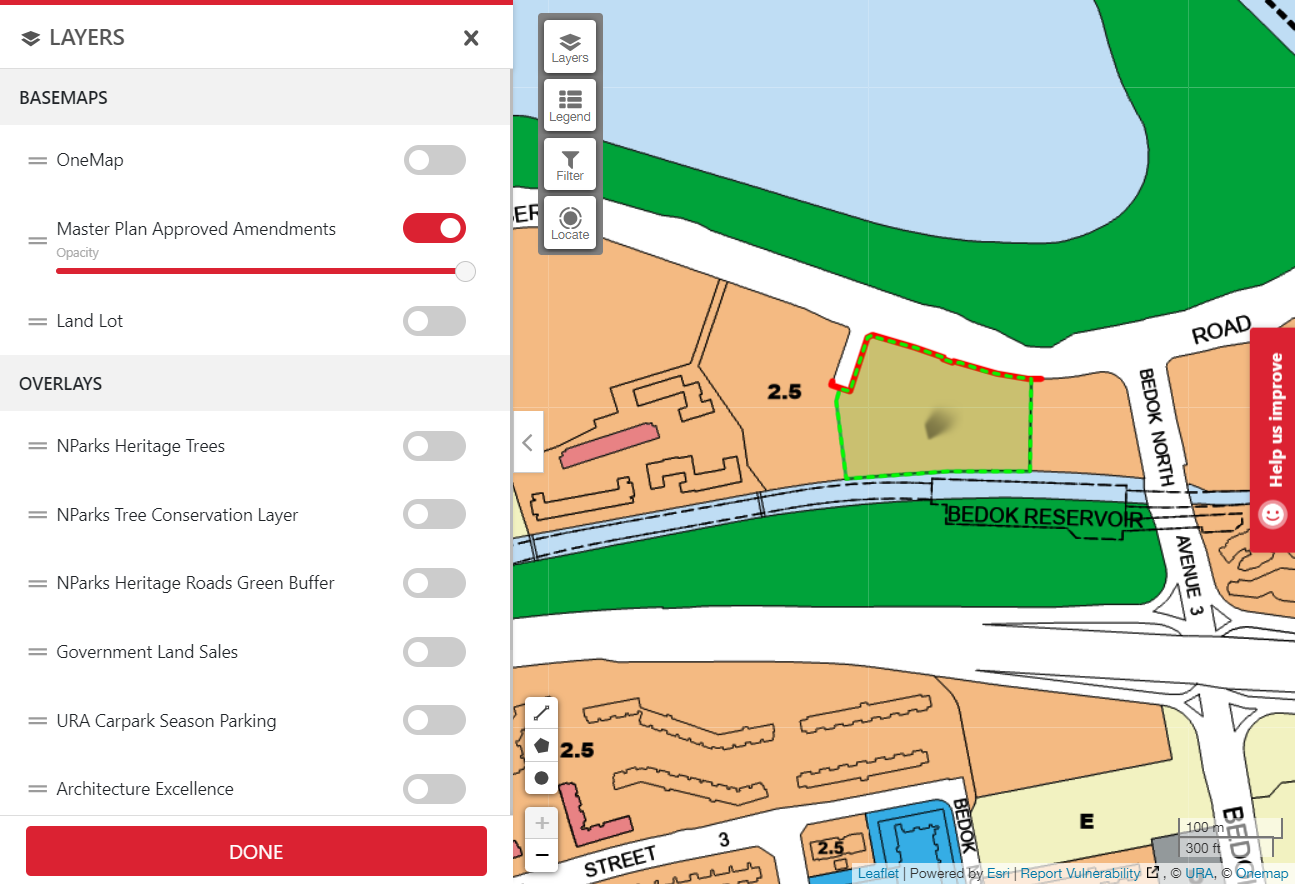 LAYERS
BASEMAPS
OneMap
Master Plan Approved Amendments
Opacity
Land Lot
OVERLAYS
NParks Heritage Trees
NParks Tree Conservation Layer
NParks Heritage Roads Green Buffer
Government Land Sales
URA Carpark Season Parking
Architecture Excellence
DONE
Layers
Legend
Filter
Locate
ROAD
2.5
BEDOK NORTH
AVENUE 3
BEDOK RESERVOIR
Help us improve
2.5
+
−
STREET 3
2.5
BEDOK
E
100 m
300 ft
Leaflet | Powered by Esri | Report Vulnerability , © URA, © Onemap